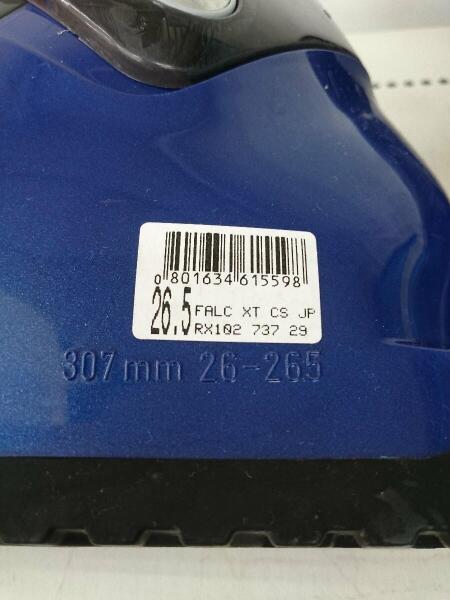 0 801634 615598
26.5
FALC XT CS JP
RX102 737 29
307mm 26-265